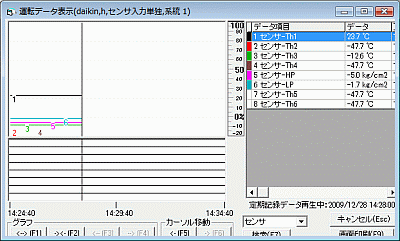 運転データ表示(daikin,h,センサ入力単独,系統 1)
100
90
80
70
60
50
40
30
20
10
0%
-10
-20
1
2
3
4
5
6
14:24:40
14:29:40
14:34:40
データ項目 データ
1 センサ-Th1 23.7 ℃
2 センサ-Th2 -47.7 ℃
3 センサ-Th3 -12.6 ℃
4 センサ-Th4 -47.7 ℃
5 センサ-HP -5.0 kg/cm2
6 センサ-LP -1.7 kg/cm2
7 センサ-Th5 -47.7 ℃
8 センサ-Th6 -47.7 ℃
定期記録データ再生中:2009/12/28 14:28:00
グラフ
カーソル移動
センサ
キャンセル(Esc)
<-> (F1)
-><- (F2)
<- (F3)
-> (F4)
<- (F5)
-> (F6)
検索(F7)
画面印刷(F9)